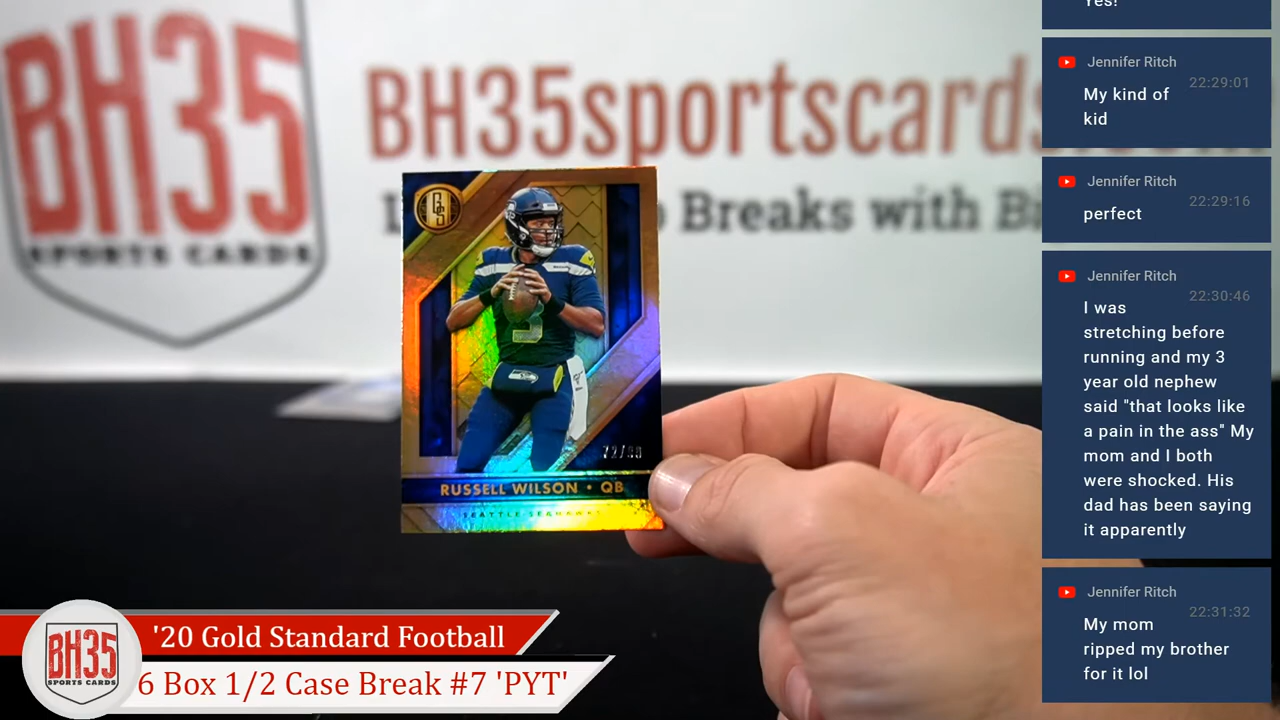 BH35
SPORTS CARDS
BH35sportscards.com
Breaks with
GS
3
RUSSELL WILSON • QB
SEATTLE SEAHAWKS
'20 Gold Standard Football
6 Box 1/2 Case Break #7 'PYT'
BH35
SPORTS CARDS
Yes!
Jennifer Ritch
22:29:01
My kind of
kid
Jennifer Ritch
22:29:16
perfect
Jennifer Ritch
22:30:46
I was
stretching before
running and my 3
year old nephew
said "that looks like
a pain in the ass" My
mom and I both
were shocked. His
dad has been saying
it apparently
Jennifer Ritch
22:31:32
My mom
ripped my brother
for it lol